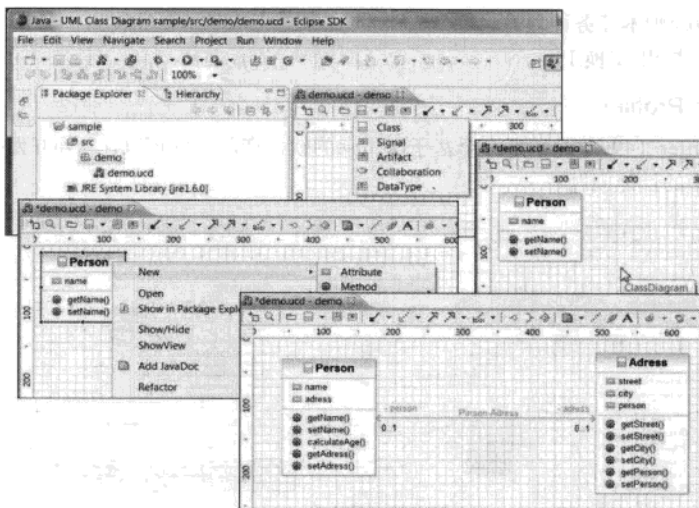 Java - UML Class Diagram sample/src/demo/demo.ucd - Eclipse SDK
File Edit View Navigate Search Project Run Window Help
100%
Package Explorer Hierarchy
sample
src
demo
demo.ucd
JRE System Library [jre1.6.0]
demo.ucd - demo
300
Class
Signal
Artifact
Collaboration
DataType
*demo.ucd - demo
100 200
100
Person
name
getName()
setName()
ClassDiagram
*demo.ucd - demo
100 200 300 400 500
100
200
Person
name
getName()
setName()
New
Open
Show in Package Expl
Show/Hide
ShowView
Add JavaDoc
Refactor
Attribute
Method
*demo.ucd - demo
100 200 300 400 500 600
100
200
Person
name
adress
getName()
setName()
calculateAge()
getAdress()
setAdress()
- person
Person-Adress
- adress
0..1
0..1
Adress
street
city
person
getStreet()
setStreet()
getCity()
setCity()
getPerson()
setPerson()